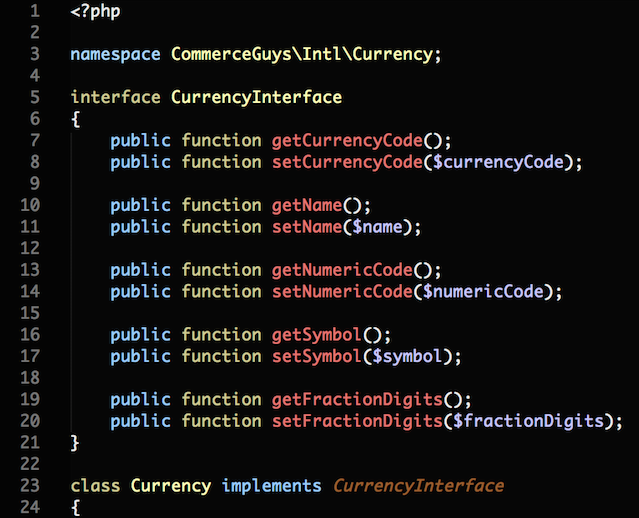 1 <?php
2
3 namespace CommerceGuys\Intl\Currency;
4
5 interface CurrencyInterface
6 {
7     public function getCurrencyCode();
8     public function setCurrencyCode($currencyCode);
9
10     public function getName();
11     public function setName($name);
12
13     public function getNumericCode();
14     public function setNumericCode($numericCode);
15
16     public function getSymbol();
17     public function setSymbol($symbol);
18
19     public function getFractionDigits();
20     public function setFractionDigits($fractionDigits);
21 }
22
23 class Currency implements CurrencyInterface
24 {